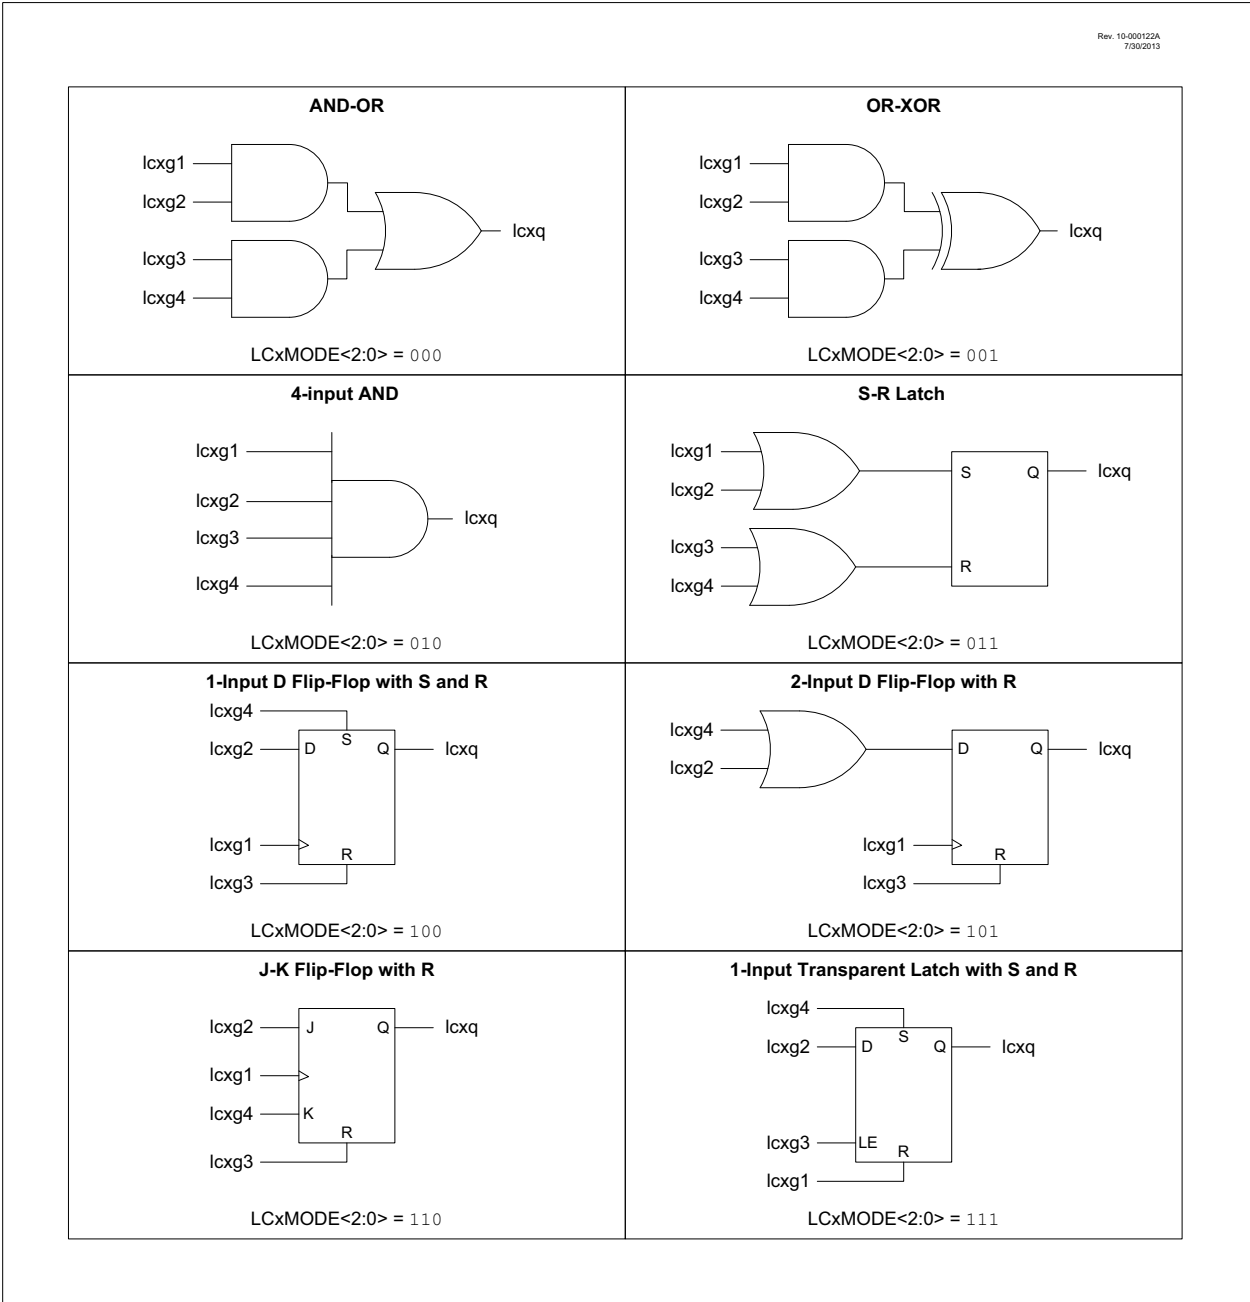 Rev. 10-000122A
7/30/2013
AND-OR
lcxg1
lcxg2
lcxg3
lcxg4
lcxq
LCxMODE<2:0> = 000
OR-XOR
lcxg1
lcxg2
lcxg3
lcxg4
lcxq
LCxMODE<2:0> = 001
4-input AND
lcxg1
lcxg2
lcxg3
lcxg4
lcxq
LCxMODE<2:0> = 010
S-R Latch
lcxg1
lcxg2
lcxg3
lcxg4
S
Q
lcxq
R
LCxMODE<2:0> = 011
1-Input D Flip-Flop with S and R
lcxg4
S
lcxg2
D
Q
lcxq
lcxg1
R
lcxg3
LCxMODE<2:0> = 100
2-Input D Flip-Flop with R
lcxg4
lcxg2
D
Q
lcxq
lcxg1
R
lcxg3
LCxMODE<2:0> = 101
J-K Flip-Flop with R
lcxg2
J
Q
lcxq
lcxg1
lcxg4
K
R
lcxg3
LCxMODE<2:0> = 110
1-Input Transparent Latch with S and R
lcxg4
S
lcxg2
D
Q
lcxq
lcxg3
LE
R
lcxg1
LCxMODE<2:0> = 111